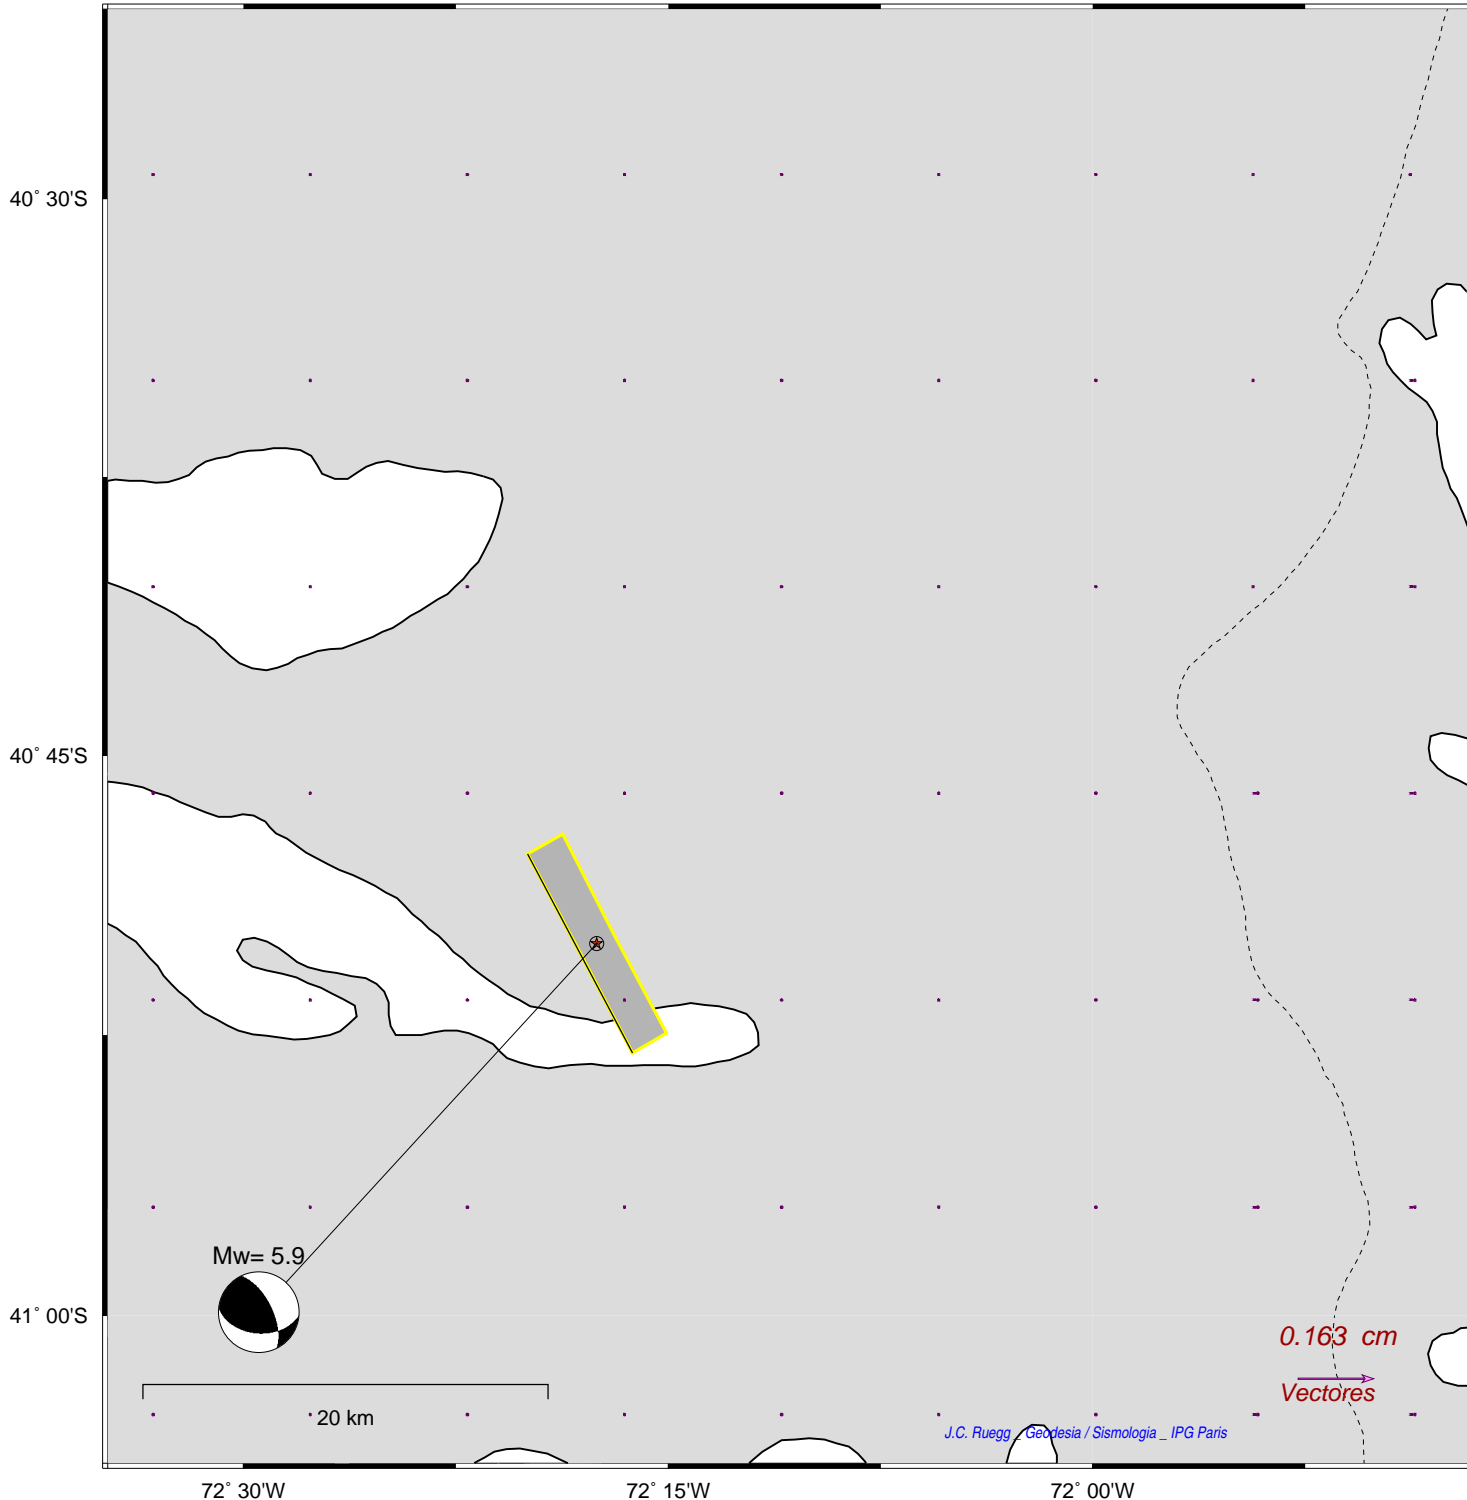 40° 30'S
40° 45'S
Mw= 5.9
41° 00'S
0.163 cm
Vectores
20 km
J.C. Ruegg _ Geodesia / Sismologia _ IPG Paris
72° 30'W
72° 15'W
72° 00'W